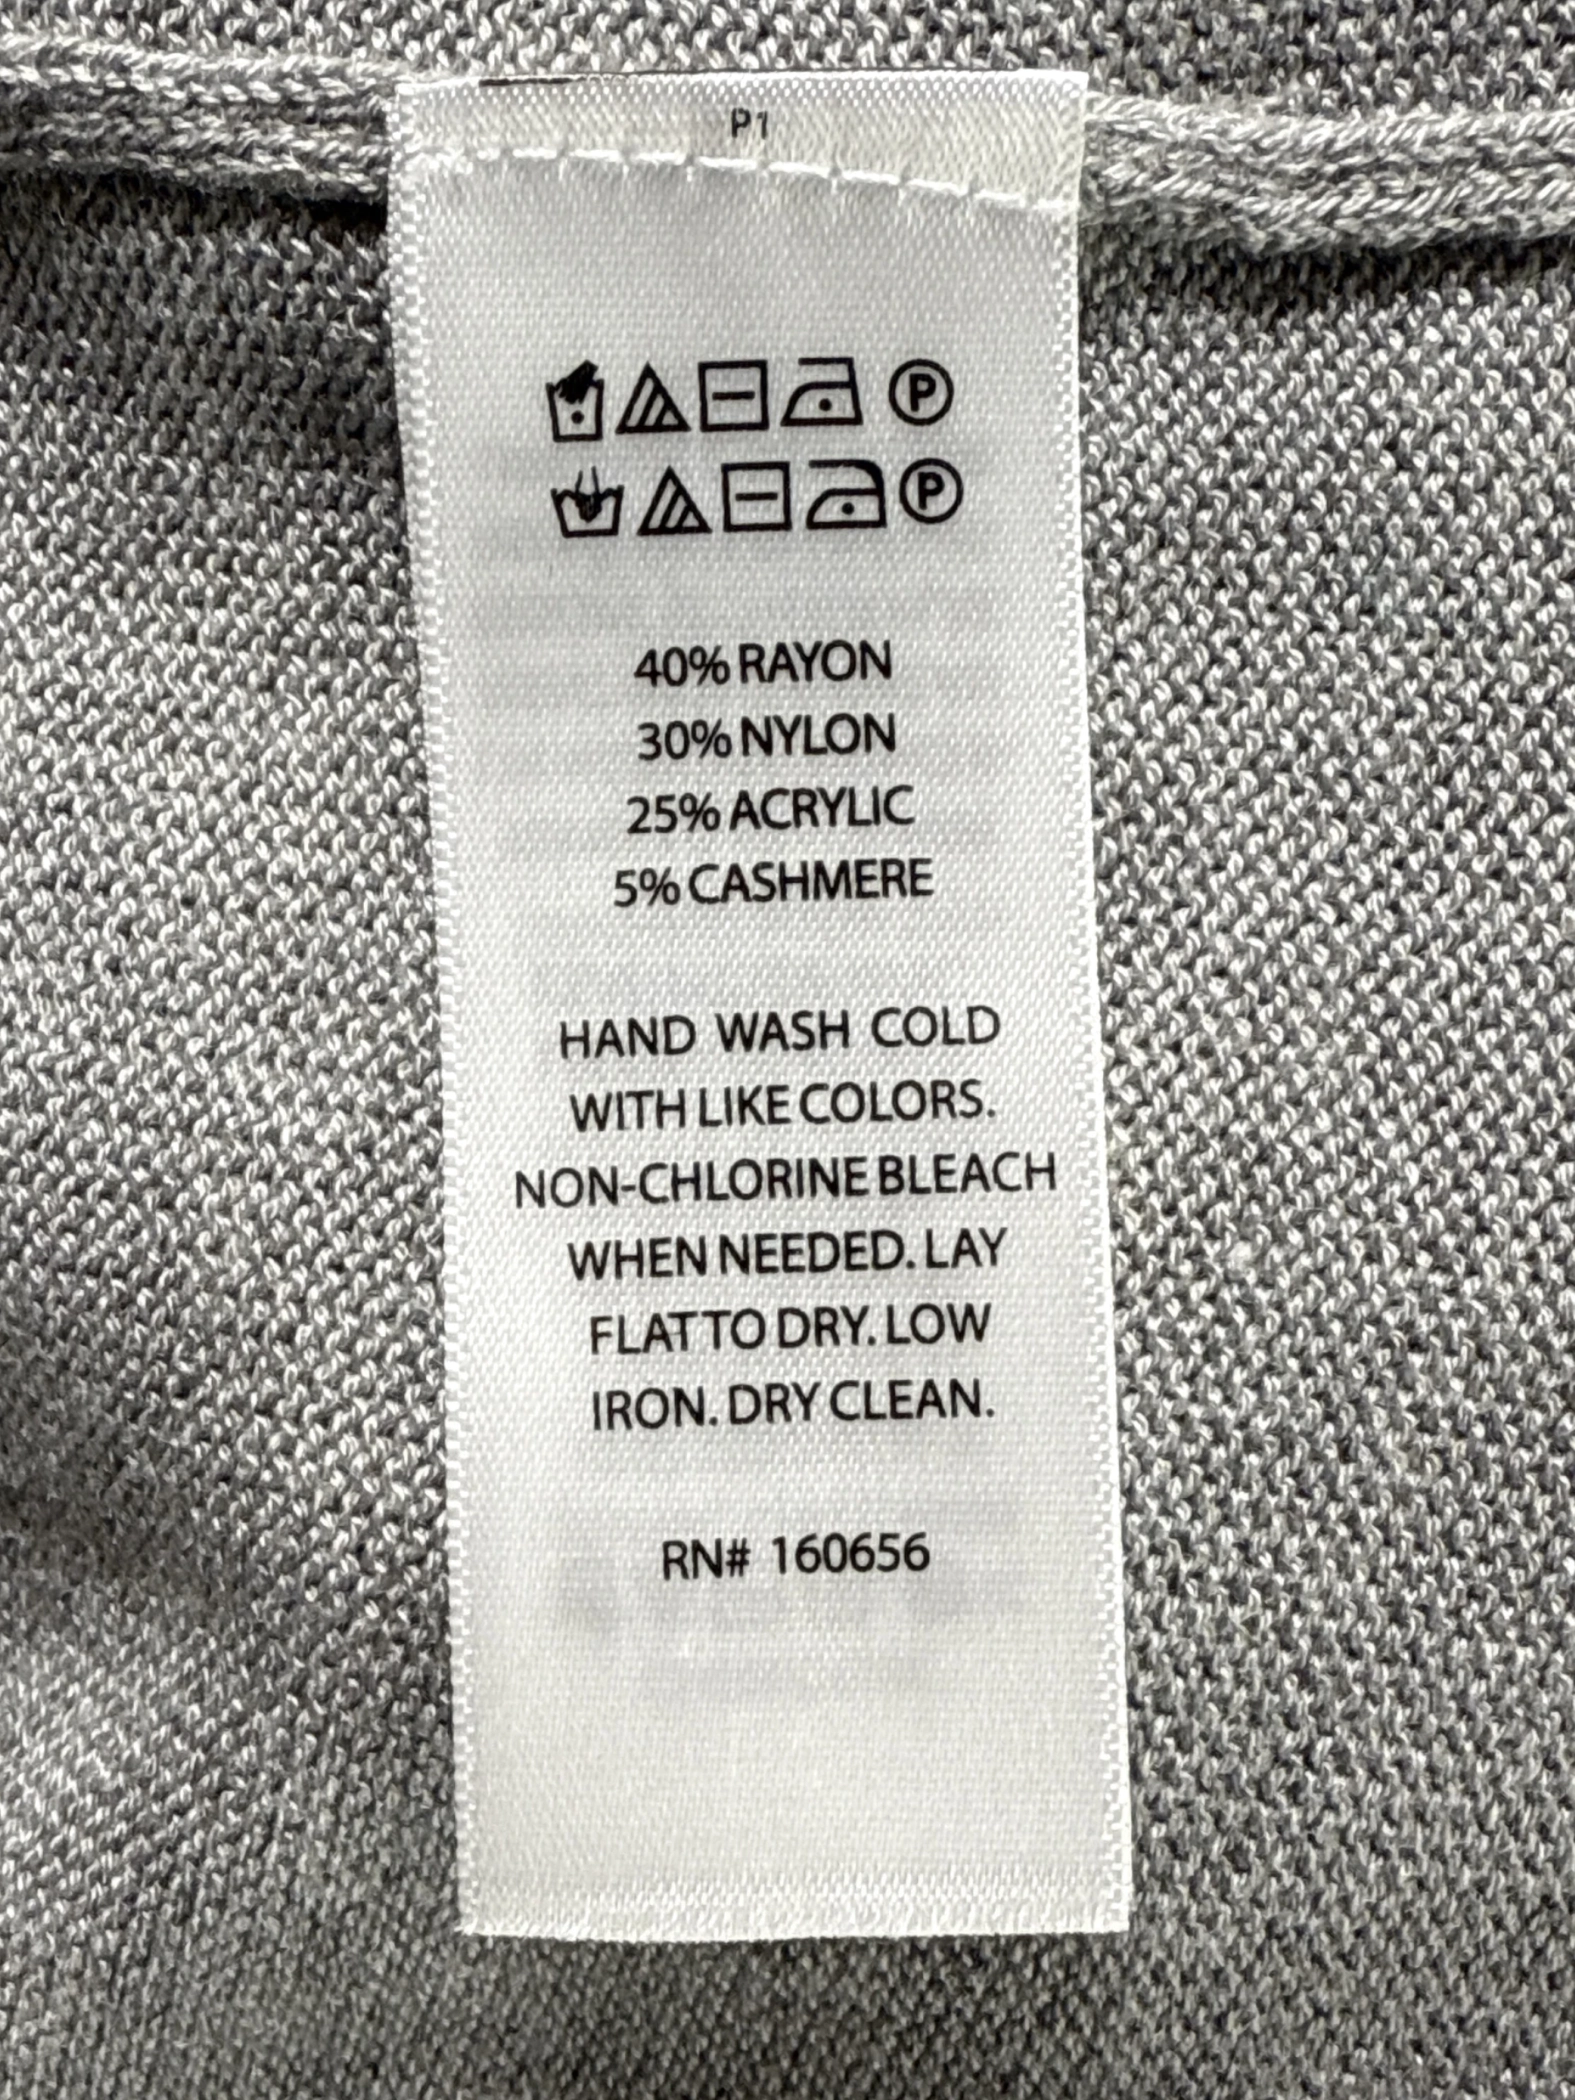 P1
P
P
40% RAYON
30% NYLON
25% ACRYLIC
5% CASHMERE
HAND WASH COLD
WITH LIKE COLORS.
NON-CHLORINE BLEACH
WHEN NEEDED. LAY
FLAT TO DRY. LOW
IRON. DRY CLEAN.
RN# 160656